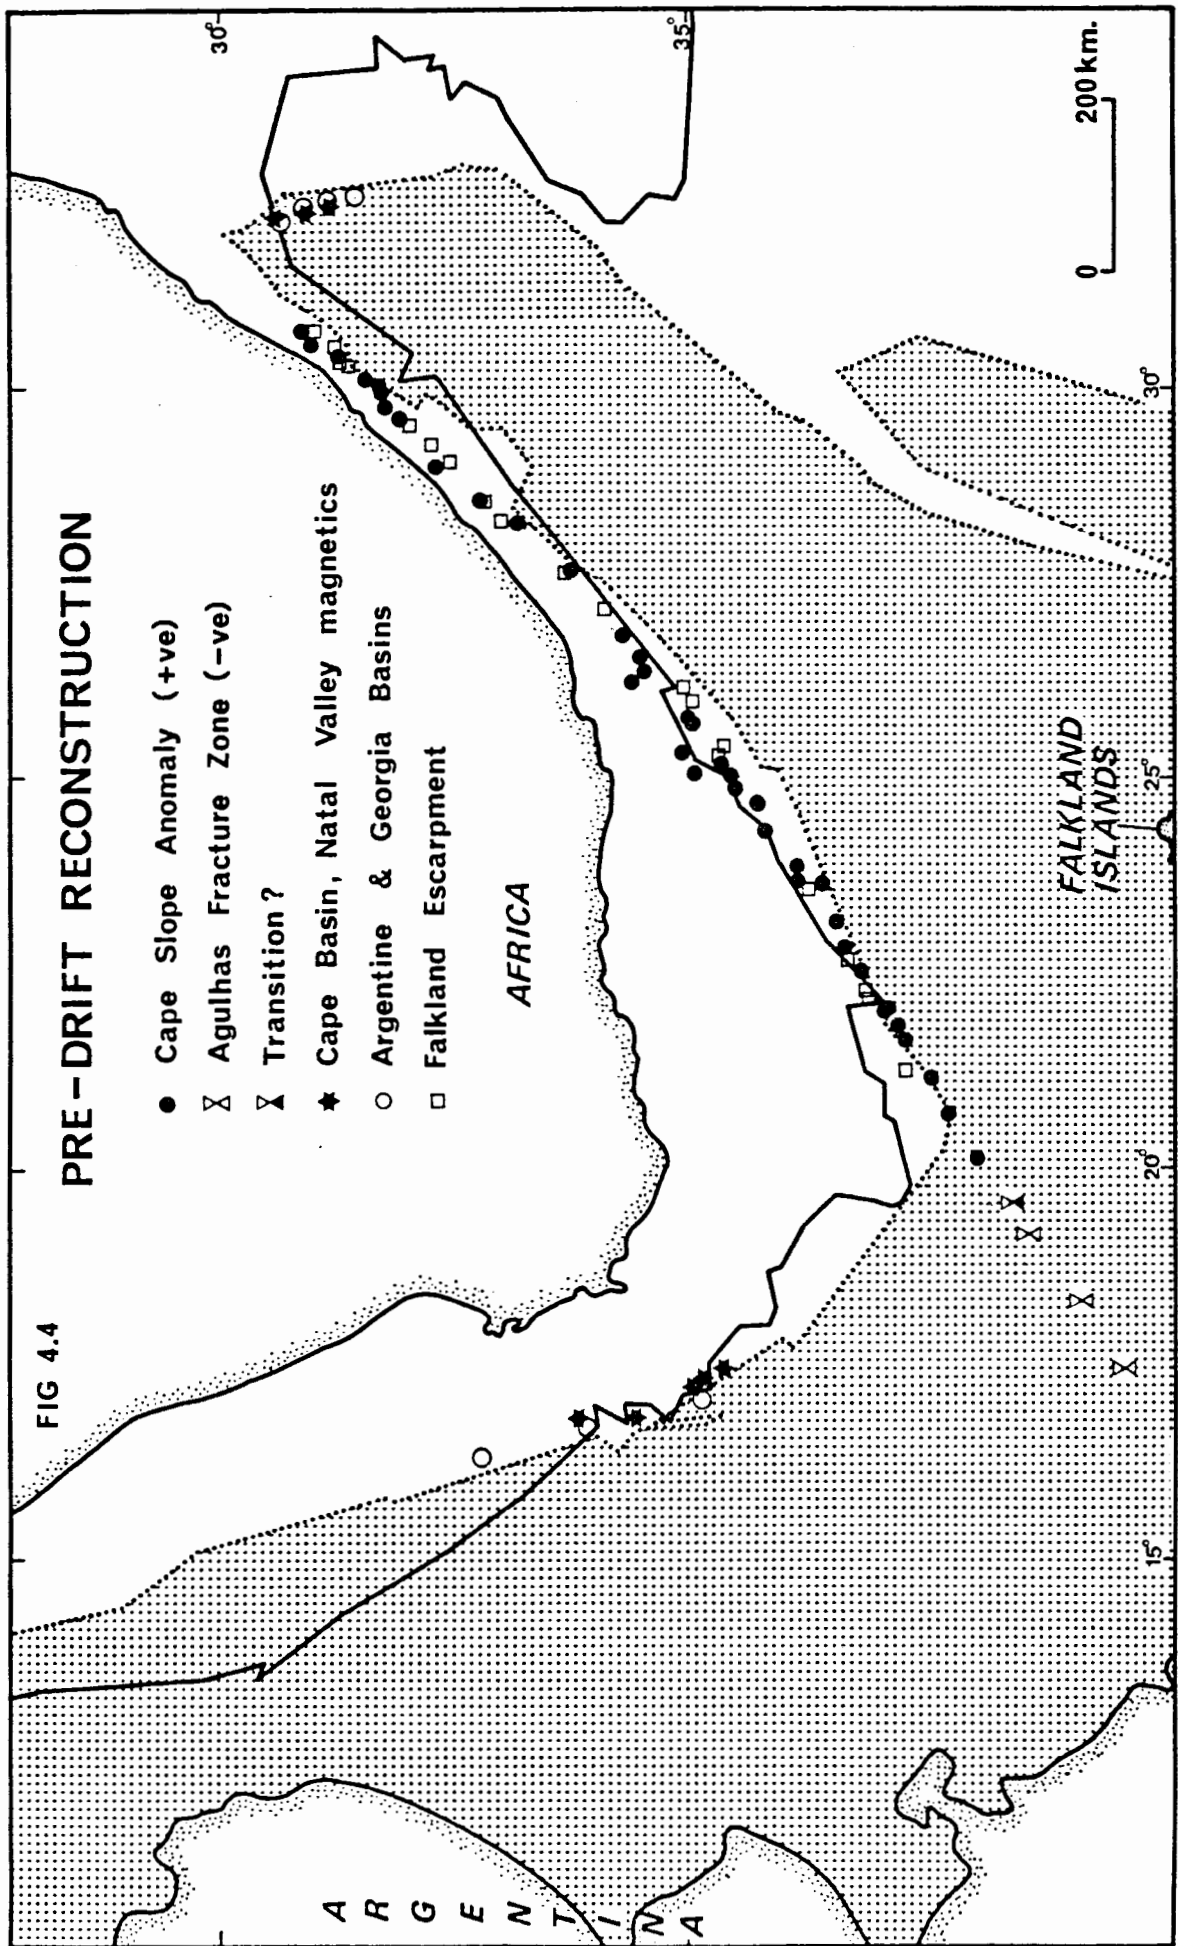 FIG 4.4
PRE-DRIFT RECONSTRUCTION
Cape Slope Anomaly (+ve)
Agulhas Fracture Zone (-ve)
Transition?
Cape Basin, Natal Valley magnetics
Argentine & Georgia Basins
Falkland Escarpment
AFRICA
ARGENTINA
FALKLAND
ISLANDS
30°
35°
15°
20°
25°
30°
0 200 km.